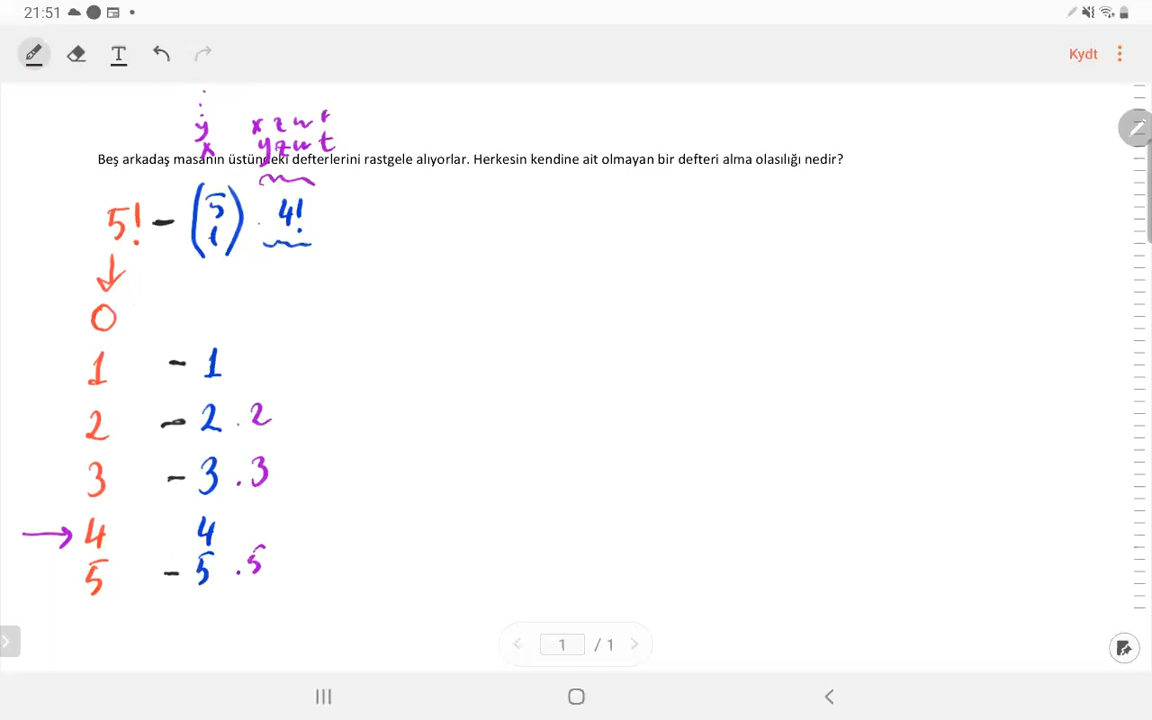 21:51
Kydt
y x z w t
x y z w t
Beş arkadaş masanın üstündeki defterlerini rastgele alıyorlar. Herkesin kendine ait olmayan bir defteri alma olasılığı nedir?
5! - (5 1) . 4!
↓
0
1 - 1
2 - 2 . 2
3 - 3 . 3
→ 4 4
5 - 5 . 5
1 / 1